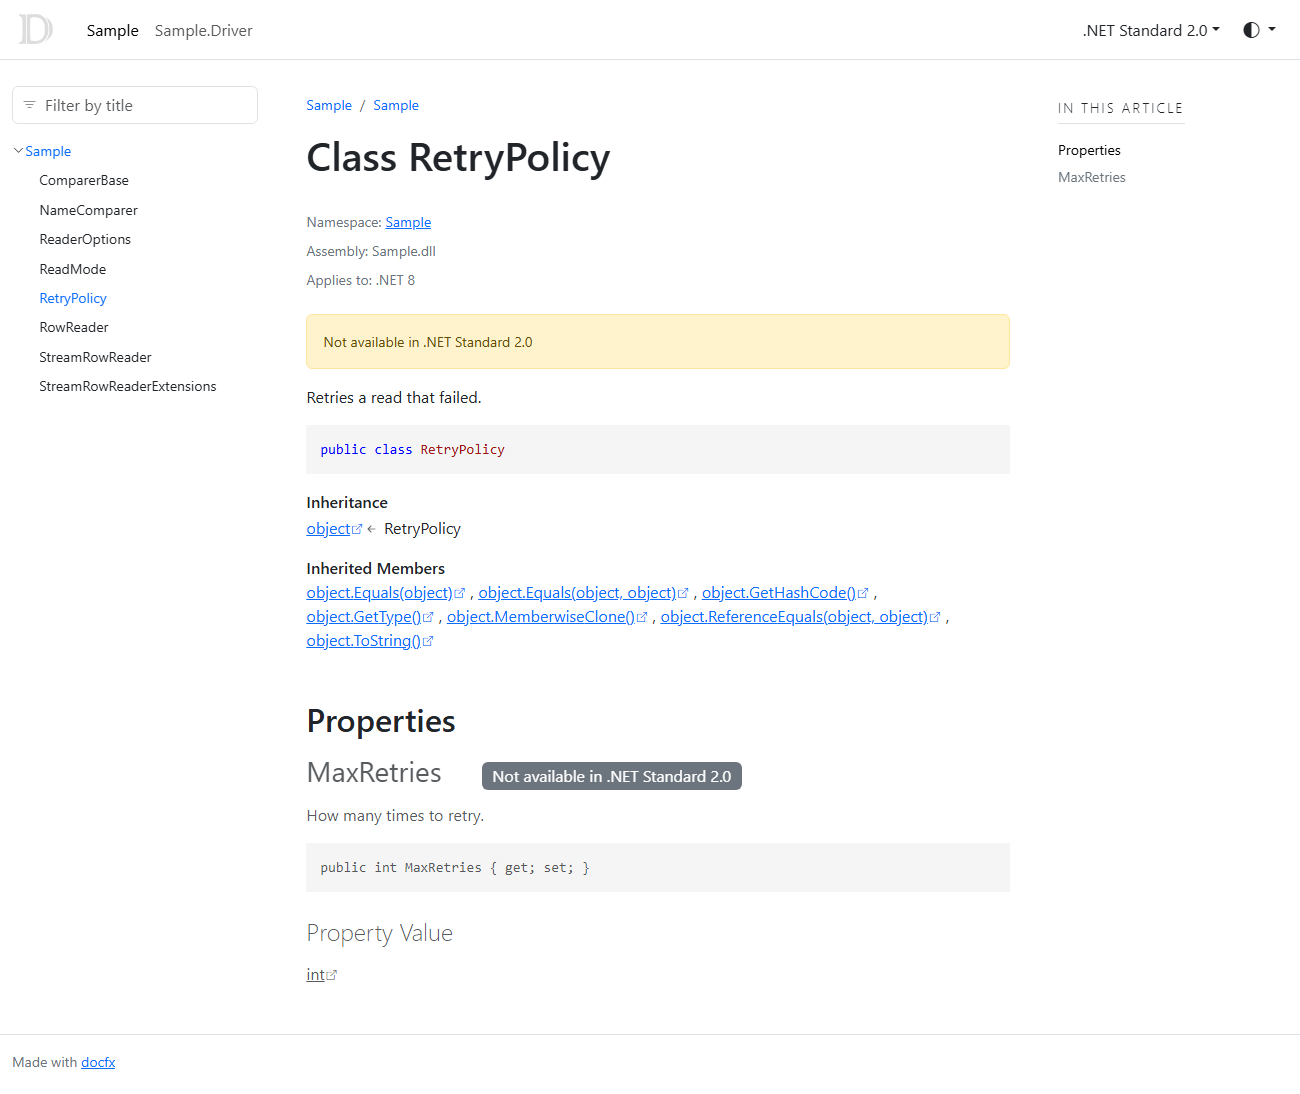 D Sample Sample.Driver .NET Standard 2.0
Filter by title
Sample
ComparerBase
NameComparer
ReaderOptions
ReadMode
RetryPolicy
RowReader
StreamRowReader
StreamRowReaderExtensions
Sample / Sample
Class RetryPolicy
Namespace: Sample
Assembly: Sample.dll
Applies to: .NET 8
Not available in .NET Standard 2.0
Retries a read that failed.
public class RetryPolicy
Inheritance
object ← RetryPolicy
Inherited Members
object.Equals(object) , object.Equals(object, object) , object.GetHashCode() ,
object.GetType() , object.MemberwiseClone() , object.ReferenceEquals(object, object) ,
object.ToString()
Properties
MaxRetries Not available in .NET Standard 2.0
How many times to retry.
public int MaxRetries { get; set; }
Property Value
int
IN THIS ARTICLE
Properties
MaxRetries
Made with docfx